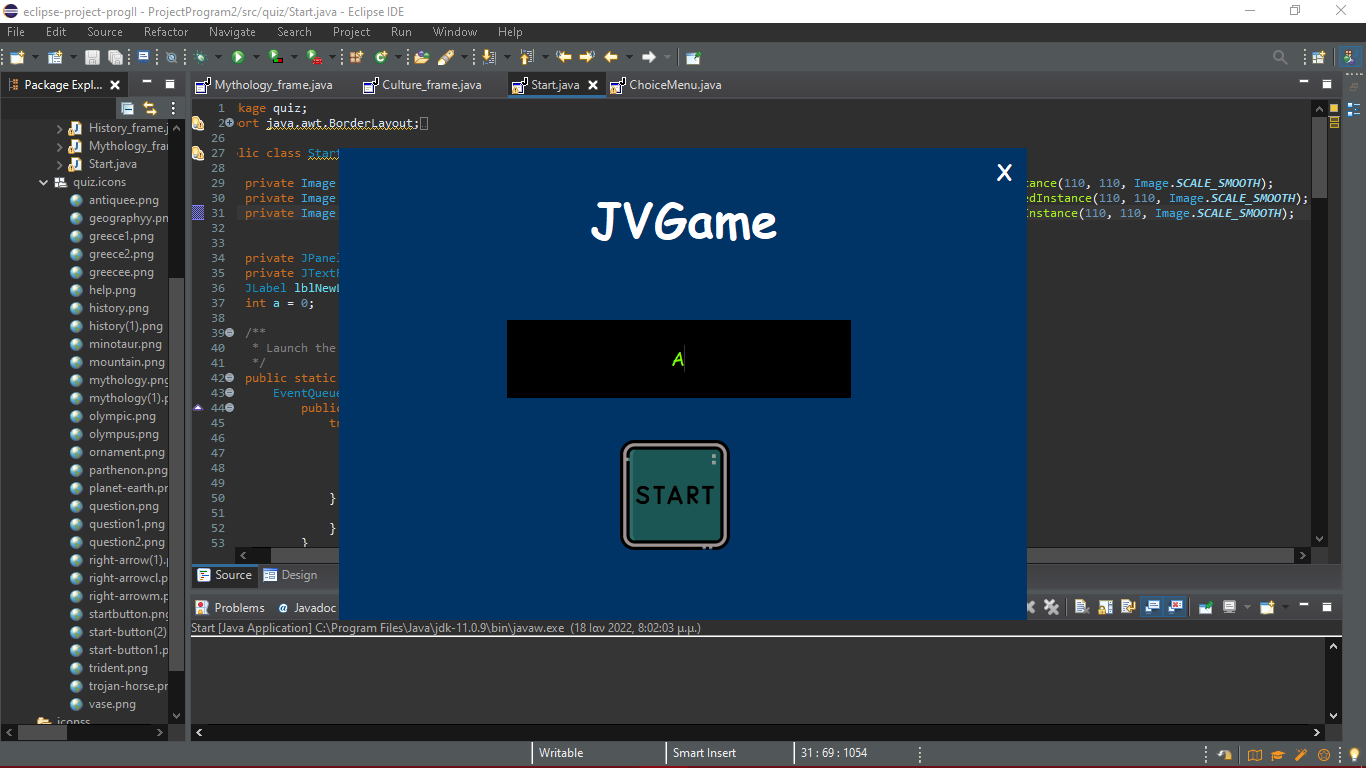 eclipse-project-progII - ProjectProgram2/src/quiz/Start.java - Eclipse IDE
File Edit Source Refactor Navigate Search Project Run Window Help
Package Expl...
Mythology_frame.java Culture_frame.java Start.java ChoiceMenu.java
History_frame.j
Mythology_fra
Start.java
quiz.icons
antiquee.png
geographyy.pn
greece1.png
greece2.png
greecee.png
help.png
history.png
history(1).png
minotaur.png
mountain.png
mythology.png
mythology(1).p
olympic.png
olympus.png
ornament.png
parthenon.png
planet-earth.pn
question.png
question1.png
question2.png
right-arrow(1).p
right-arrowcl.p
right-arrowm.p
startbutton.png
start-button(2)
start-button1.p
trident.png
trojan-horse.pr
vase.png
iconss
1 kage quiz;
2 ort java.awt.BorderLayout;
26
27 lic class Start
28
29 private Image tance(110, 110, Image.SCALE_SMOOTH);
30 private Image edInstance(110, 110, Image.SCALE_SMOOTH);
31 private Image Instance(110, 110, Image.SCALE_SMOOTH);
32
33
34 private JPanel
35 private JTextF
36 JLabel lblNewL
37 int a = 0;
38
39 /**
40 * Launch the
41 */
42 public static
43 EventQueue
44 public
45 tr
46
47
48
49
50 }
51
52 }
53 }
X
JVGame
A
START
Source Design
Problems @ Javadoc
Start [Java Application] C:\Program Files\Java\jdk-11.0.9\bin\javaw.exe (18 Ιαν 2022, 8:02:03 μ.μ.)
Writable Smart Insert 31 : 69 : 1054